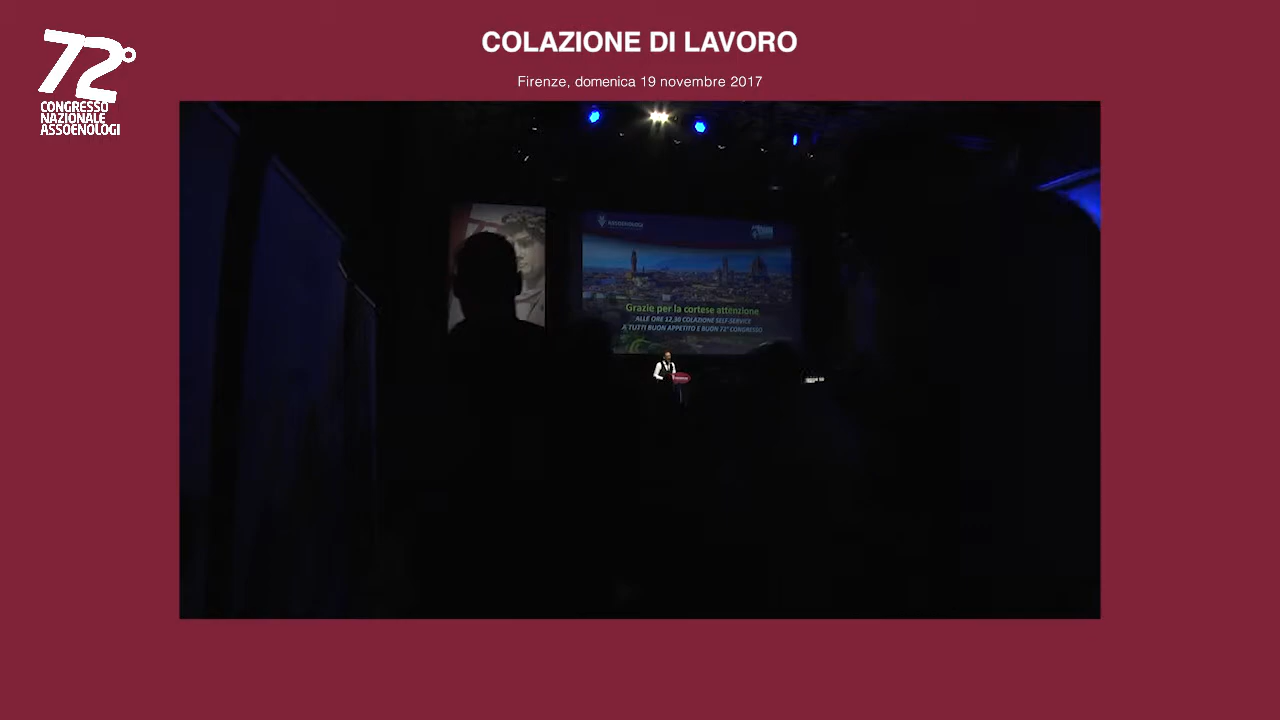 72°
CONGRESSO
NAZIONALE
ASSOENOLOGI
COLAZIONE DI LAVORO
Firenze, domenica 19 novembre 2017
ASSOENOLOGI
Grazie per la cortese attenzione
ALLE ORE 12,30 COLAZIONE SELF-SERVICE
A TUTTI BUON APPETITO E BUON 72° CONGRESSO